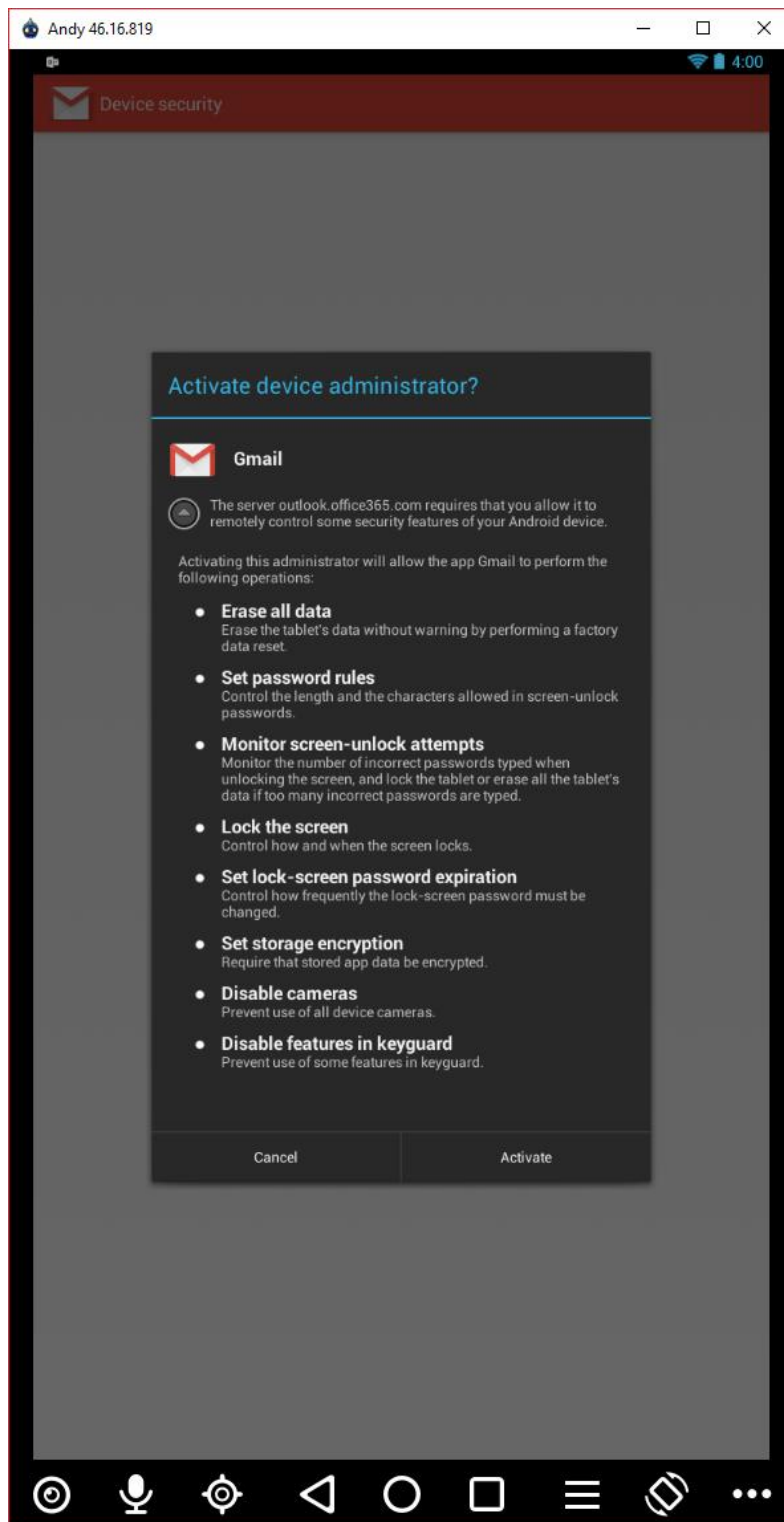 Andy 46.16.819
4:00
Device security
Activate device administrator?
Gmail
The server outlook.office365.com requires that you allow it to
remotely control some security features of your Android device.
Activating this administrator will allow the app Gmail to perform the
following operations:
Erase all data
Erase the tablet's data without warning by performing a factory
data reset.
Set password rules
Control the length and the characters allowed in screen-unlock
passwords.
Monitor screen-unlock attempts
Monitor the number of incorrect passwords typed when
unlocking the screen, and lock the tablet or erase all the tablet's
data if too many incorrect passwords are typed.
Lock the screen
Control how and when the screen locks.
Set lock-screen password expiration
Control how frequently the lock-screen password must be
changed.
Set storage encryption
Require that stored app data be encrypted.
Disable cameras
Prevent use of all device cameras.
Disable features in keyguard
Prevent use of some features in keyguard.
Cancel
Activate